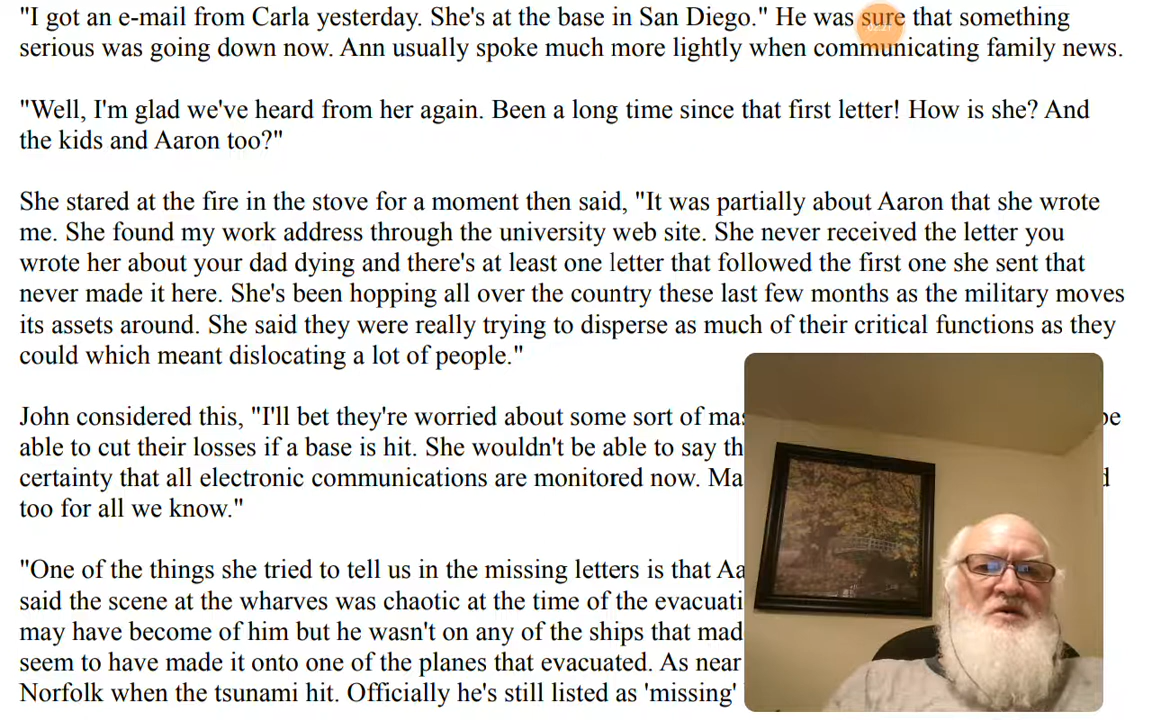 "I got an e-mail from Carla yesterday. She's at the base in San Diego." He was sure that something
serious was going down now. Ann usually spoke much more lightly when communicating family news.
"Well, I'm glad we've heard from her again. Been a long time since that first letter! How is she? And
the kids and Aaron too?"
She stared at the fire in the stove for a moment then said, "It was partially about Aaron that she wrote
me. She found my work address through the university web site. She never received the letter you
wrote her about your dad dying and there's at least one letter that followed the first one she sent that
never made it here. She's been hopping all over the country these last few months as the military moves
its assets around. She said they were really trying to disperse as much of their critical functions as they
could which meant dislocating a lot of people."
John considered this, "I'll bet they're worried about some sort of be
able to cut their losses if a base is hit. She wouldn't be able to say
certainty that all electronic communications are monitored now.
too for all we know."
"One of the things she tried to tell us in the missing letters is that
said the scene at the wharves was chaotic at the time of the
may have become of him but he wasn't on any of the ships that
seem to have made it onto one of the planes that evacuated. As near
Norfolk when the tsunami hit. Officially he's still listed as 'missing'